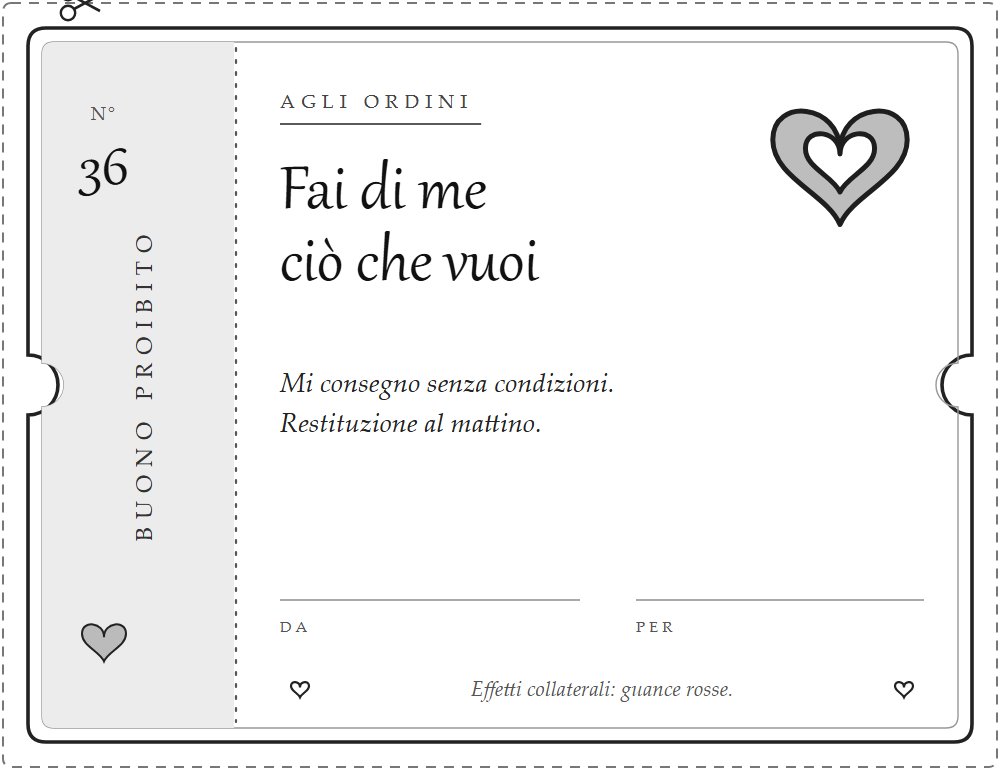 N°
36
BUONO PROIBITO
AGLI ORDINI
Fai di me
ciò che vuoi
Mi consegno senza condizioni.
Restituzione al mattino.
DA
PER
Effetti collaterali: guance rosse.